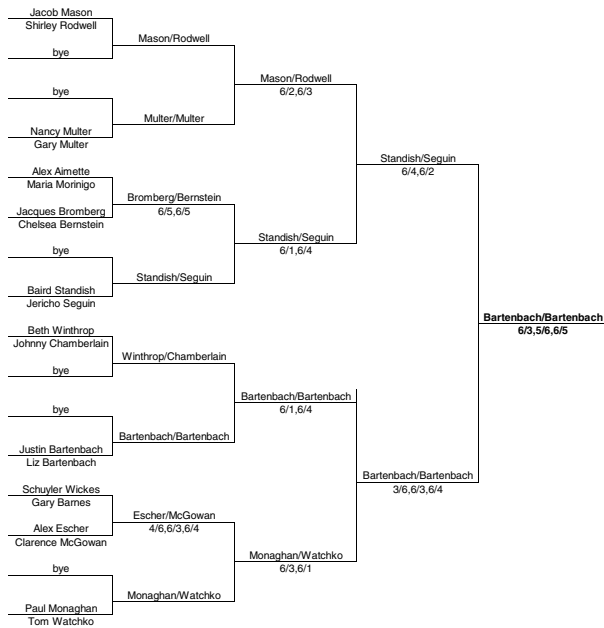 Jacob Mason
Shirley Rodwell
bye
bye
Nancy Multer
Gary Multer
Alex Aimette
Maria Morinigo
Jacques Bromberg
Chelsea Bernstein
bye
Baird Standish
Jericho Seguin
Beth Winthrop
Johnny Chamberlain
bye
bye
Justin Bartenbach
Liz Bartenbach
Schuyler Wickes
Gary Barnes
Alex Escher
Clarence McGowan
bye
Paul Monaghan
Tom Watchko
Mason/Rodwell
Multer/Multer
Bromberg/Bernstein
6/5,6/5
Standish/Seguin
Winthrop/Chamberlain
Bartenbach/Bartenbach
Escher/McGowan
4/6,6/3,6/4
Monaghan/Watchko
Mason/Rodwell
6/2,6/3
Standish/Seguin
6/1,6/4
Bartenbach/Bartenbach
6/1,6/4
Monaghan/Watchko
6/3,6/1
Standish/Seguin
6/4,6/2
Bartenbach/Bartenbach
3/6,6/3,6/4
Bartenbach/Bartenbach
6/3,5/6,6/5